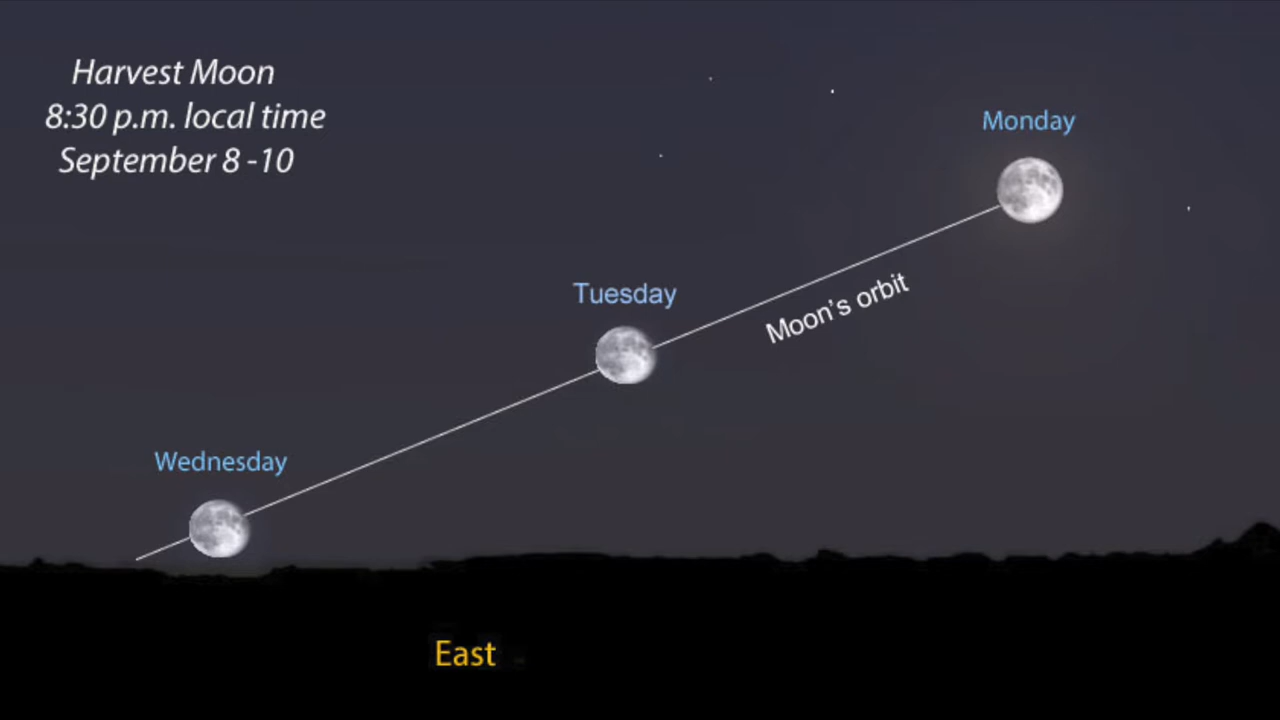 Harvest Moon
8:30 p.m. local time
September 8 -10
Monday
Tuesday
Moon's orbit
Wednesday
East